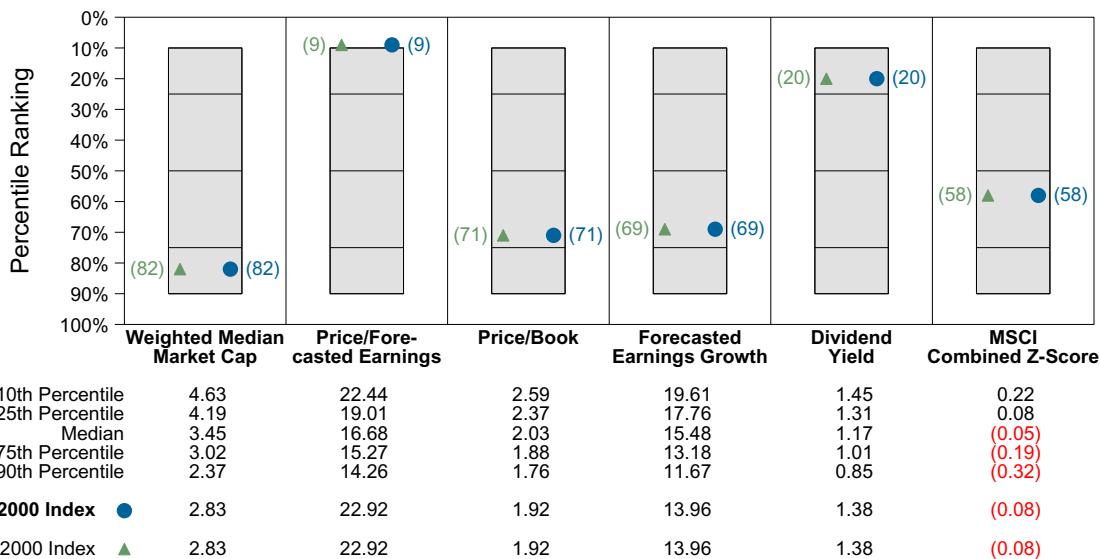 0%
10%
20%
30%
40%
50%
60%
70%
80%
90%
100%
Percentile Ranking
(82) (82)
(9) (9)
(71) (71)
(69) (69)
(20) (20)
(58) (58)
Weighted Median Market Cap
Price/Fore-casted Earnings
Price/Book
Forecasted Earnings Growth
Dividend Yield
MSCI Combined Z-Score
10th Percentile 4.63 22.44 2.59 19.61 1.45 0.22
25th Percentile 4.19 19.01 2.37 17.76 1.31 0.08
Median 3.45 16.68 2.03 15.48 1.17 (0.05)
75th Percentile 3.02 15.27 1.88 13.18 1.01 (0.19)
90th Percentile 2.37 14.26 1.76 11.67 0.85 (0.32)
2000 Index 2.83 22.92 1.92 13.96 1.38 (0.08)
2000 Index 2.83 22.92 1.92 13.96 1.38 (0.08)